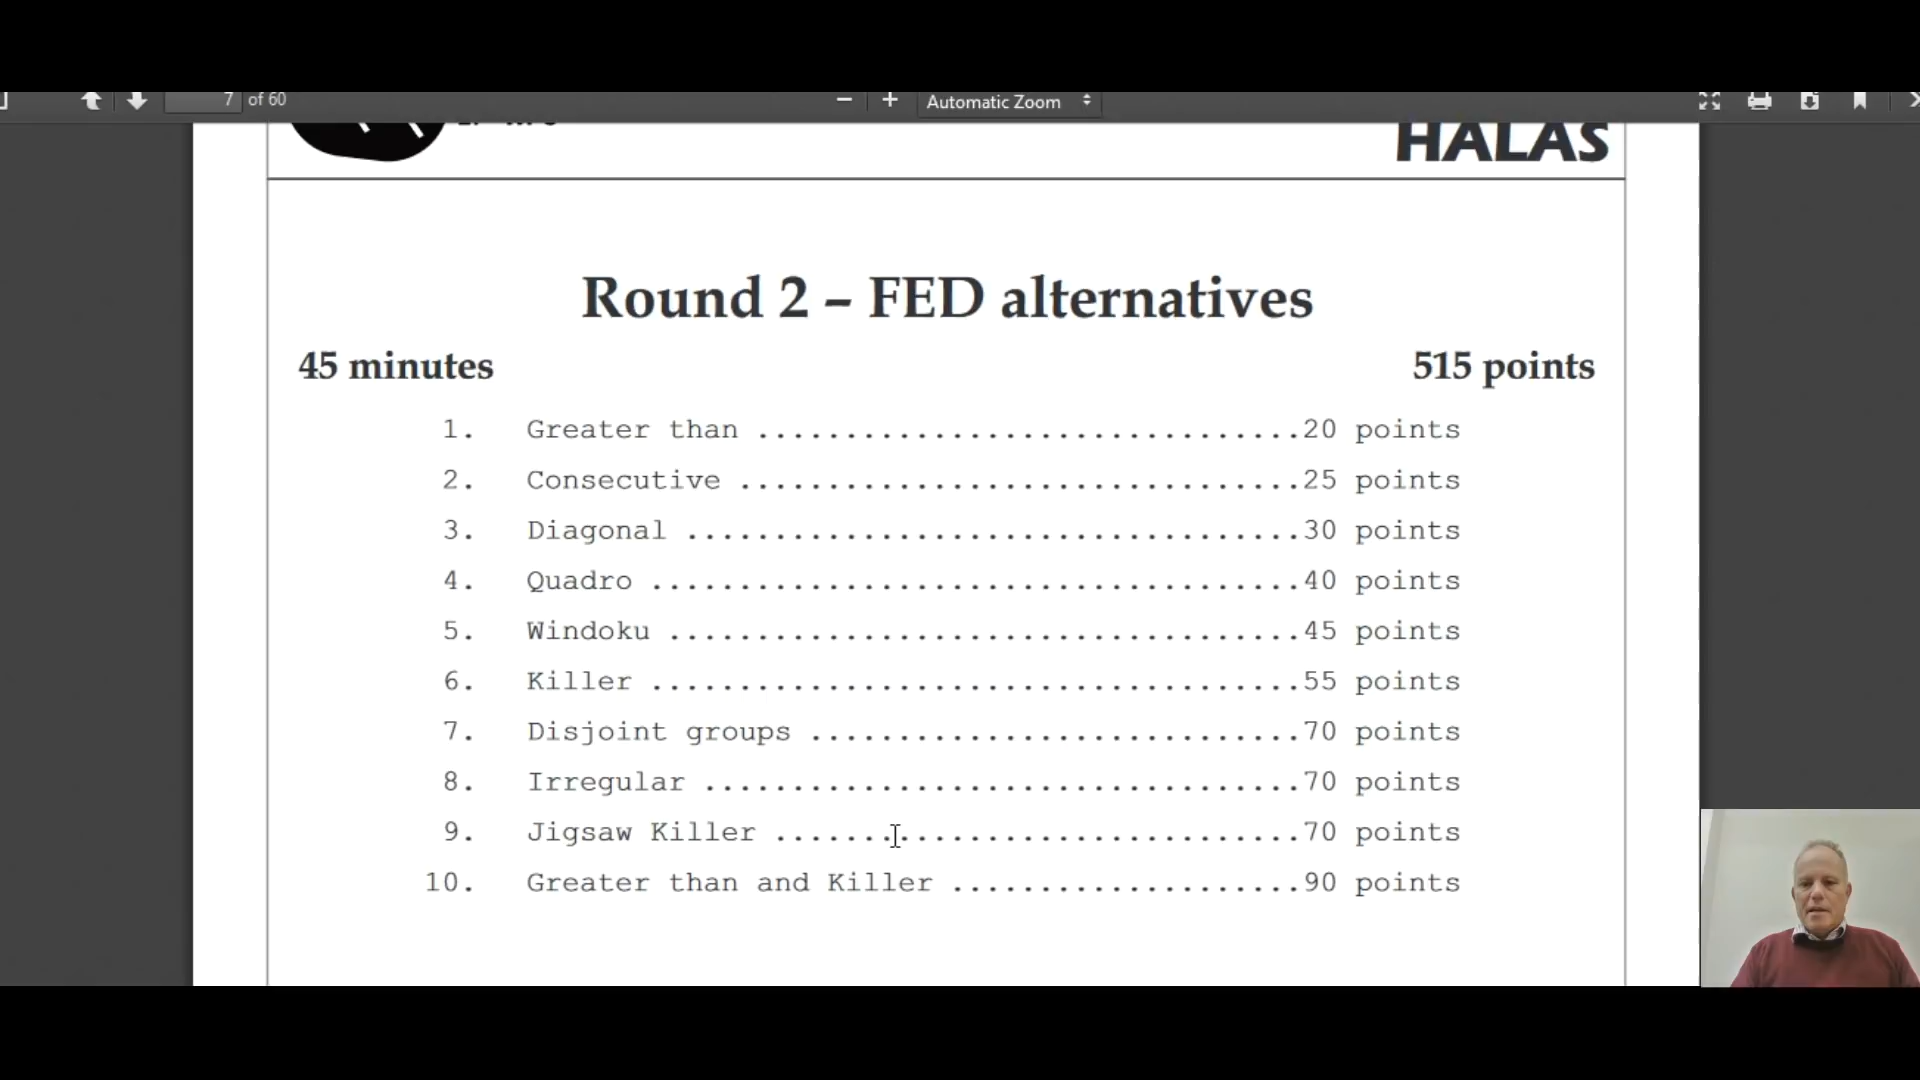 7 of 60
Automatic Zoom
HALAS
Round 2 – FED alternatives
45 minutes 515 points
1. Greater than ...............................20 points
2. Consecutive ................................25 points
3. Diagonal ...................................30 points
4. Quadro .....................................40 points
5. Windoku ....................................45 points
6. Killer .....................................55 points
7. Disjoint groups ............................70 points
8. Irregular ..................................70 points
9. Jigsaw Killer ..............................70 points
10. Greater than and Killer ....................90 points